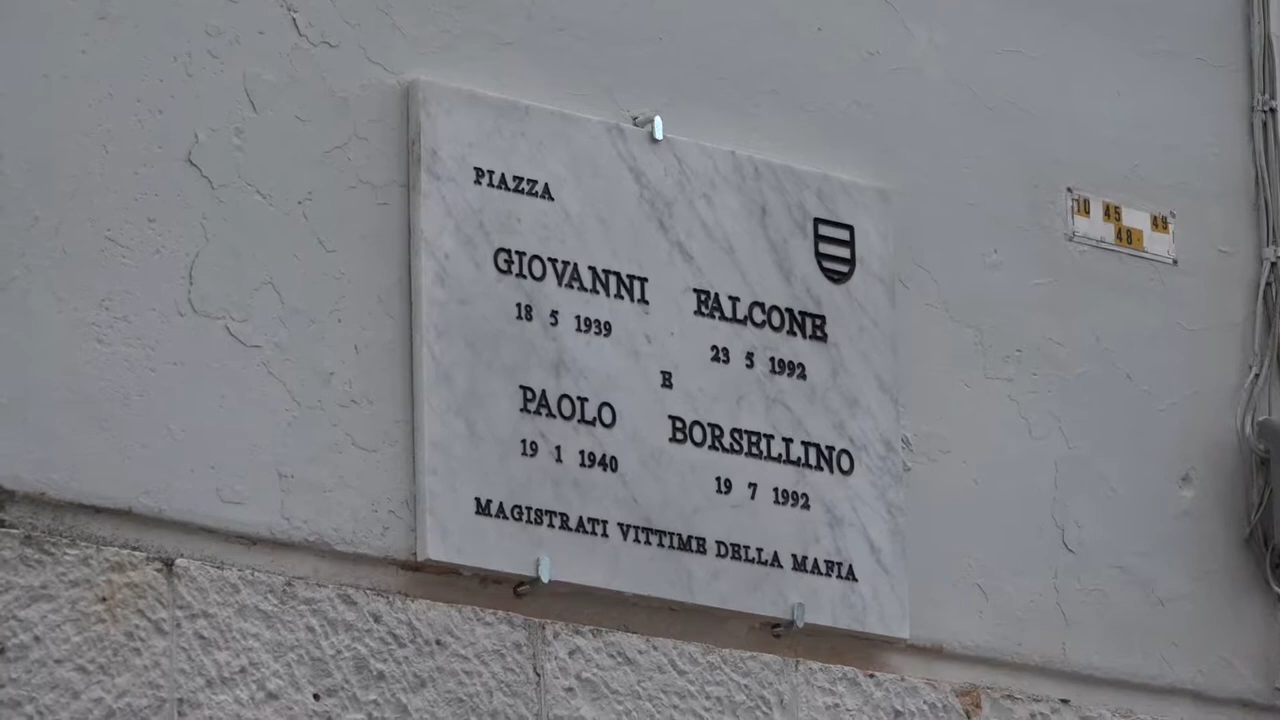 PIAZZA
GIOVANNI FALCONE
18 5 1939 23 5 1992
E
PAOLO BORSELLINO
19 1 1940 19 7 1992
MAGISTRATI VITTIME DELLA MAFIA
10 45 49
48